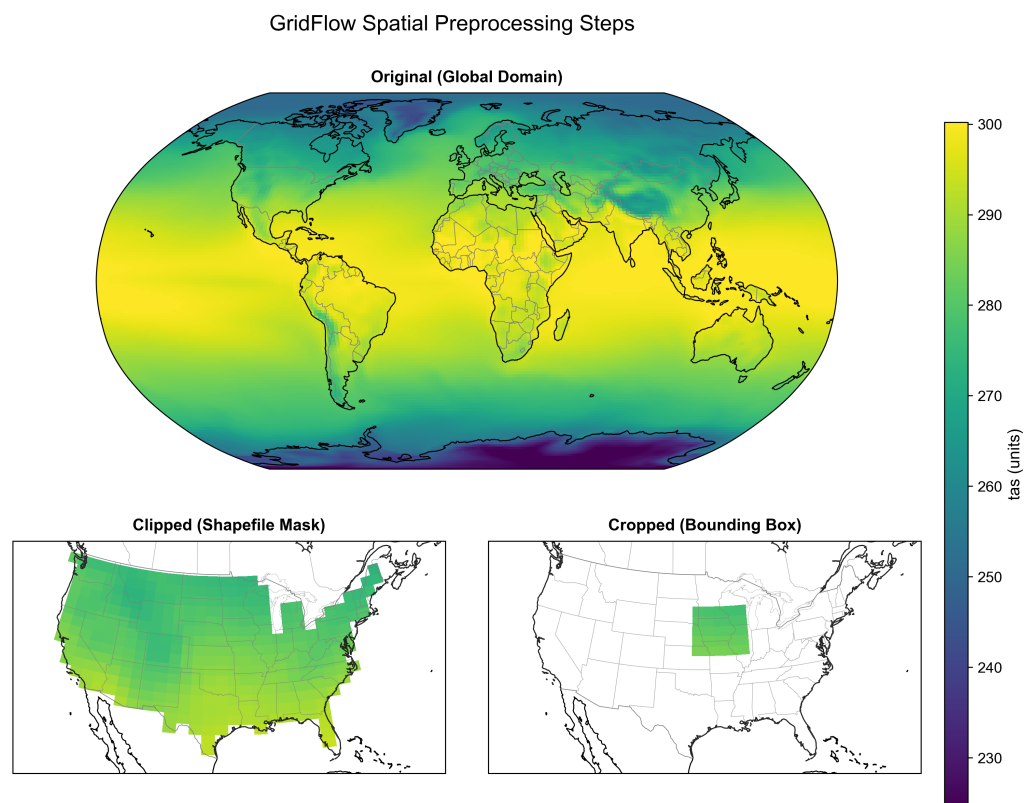 GridFlow Spatial Preprocessing Steps
Original (Global Domain)
300
290
280
270
260
250
240
230
tas (units)
Clipped (Shapefile Mask)
Cropped (Bounding Box)